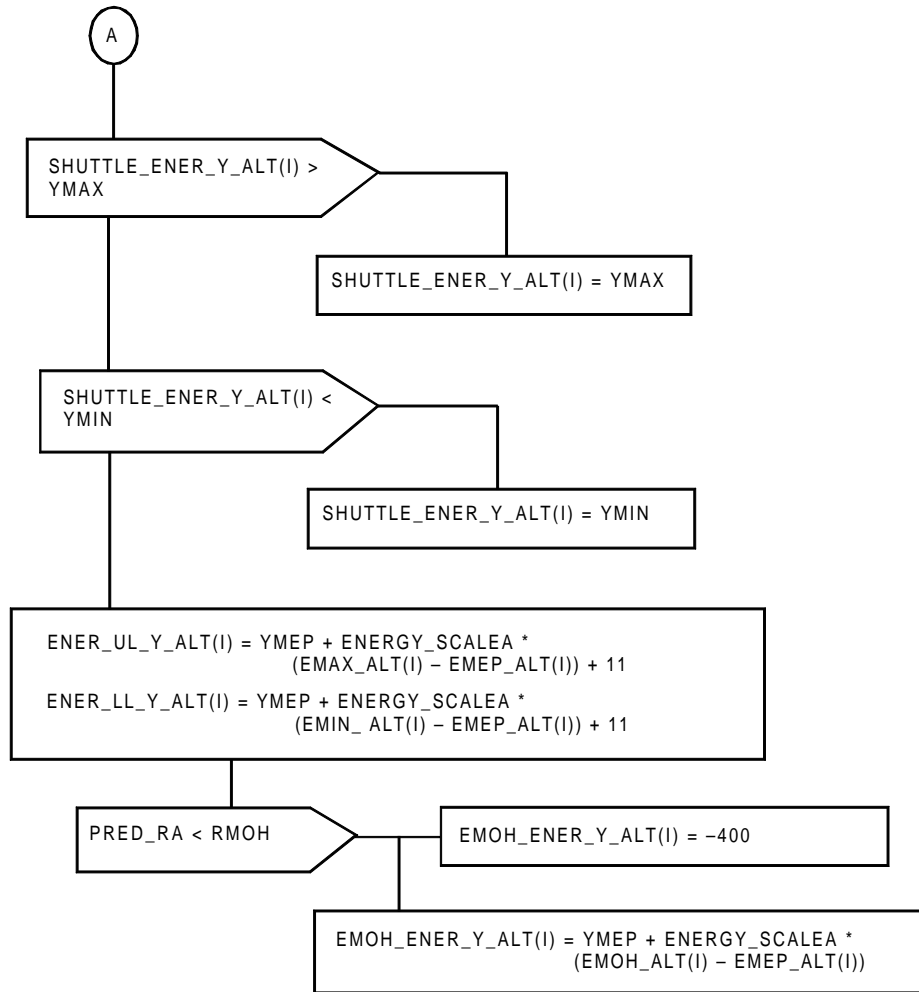 A
SHUTTLE_ENER_Y_ALT(I) >
YMAX
SHUTTLE_ENER_Y_ALT(I) = YMAX
SHUTTLE_ENER_Y_ALT(I) <
YMIN
SHUTTLE_ENER_Y_ALT(I) = YMIN
ENER_UL_Y_ALT(I) = YMEP + ENERGY_SCALEA *
(EMAX_ALT(I) – EMEP_ALT(I)) + 11
ENER_LL_Y_ALT(I) = YMEP + ENERGY_SCALEA *
(EMIN_ ALT(I) – EMEP_ALT(I)) + 11
PRED_RA < RMOH
EMOH_ENER_Y_ALT(I) = –400
EMOH_ENER_Y_ALT(I) = YMEP + ENERGY_SCALEA *
(EMOH_ALT(I) – EMEP_ALT(I))